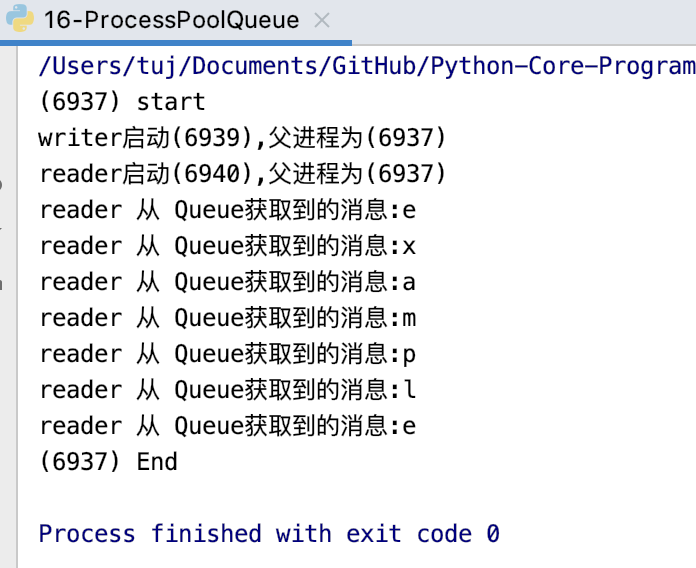 16-ProcessPoolQueue
/Users/tuj/Documents/GitHub/Python-Core-Program
(6937) start
writer启动(6939),父进程为(6937)
reader启动(6940),父进程为(6937)
reader 从 Queue获取到的消息:e
reader 从 Queue获取到的消息:x
reader 从 Queue获取到的消息:a
reader 从 Queue获取到的消息:m
reader 从 Queue获取到的消息:p
reader 从 Queue获取到的消息:l
reader 从 Queue获取到的消息:e
(6937) End
Process finished with exit code 0